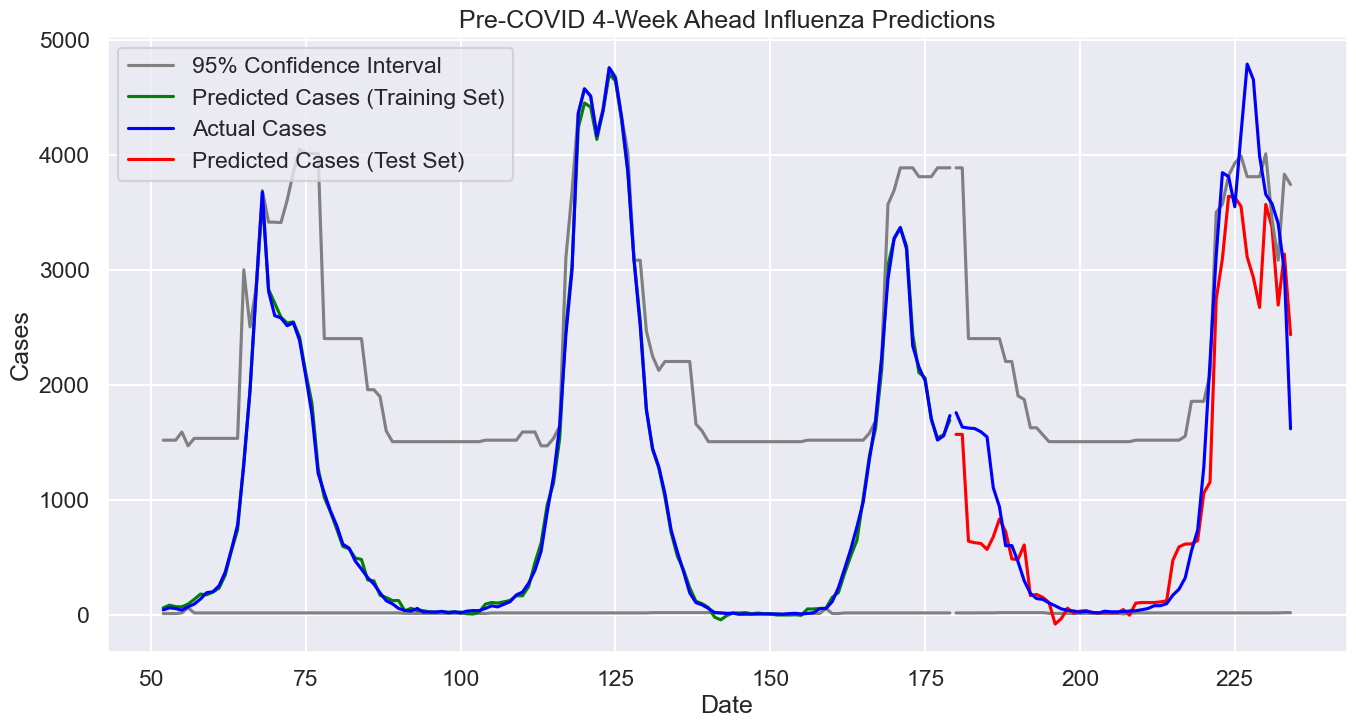 Pre-COVID 4-Week Ahead Influenza Predictions
5000
4000
3000
2000
1000
0
Cases
95% Confidence Interval
Predicted Cases (Training Set)
Actual Cases
Predicted Cases (Test Set)
50 75 100 125 150 175 200 225
Date